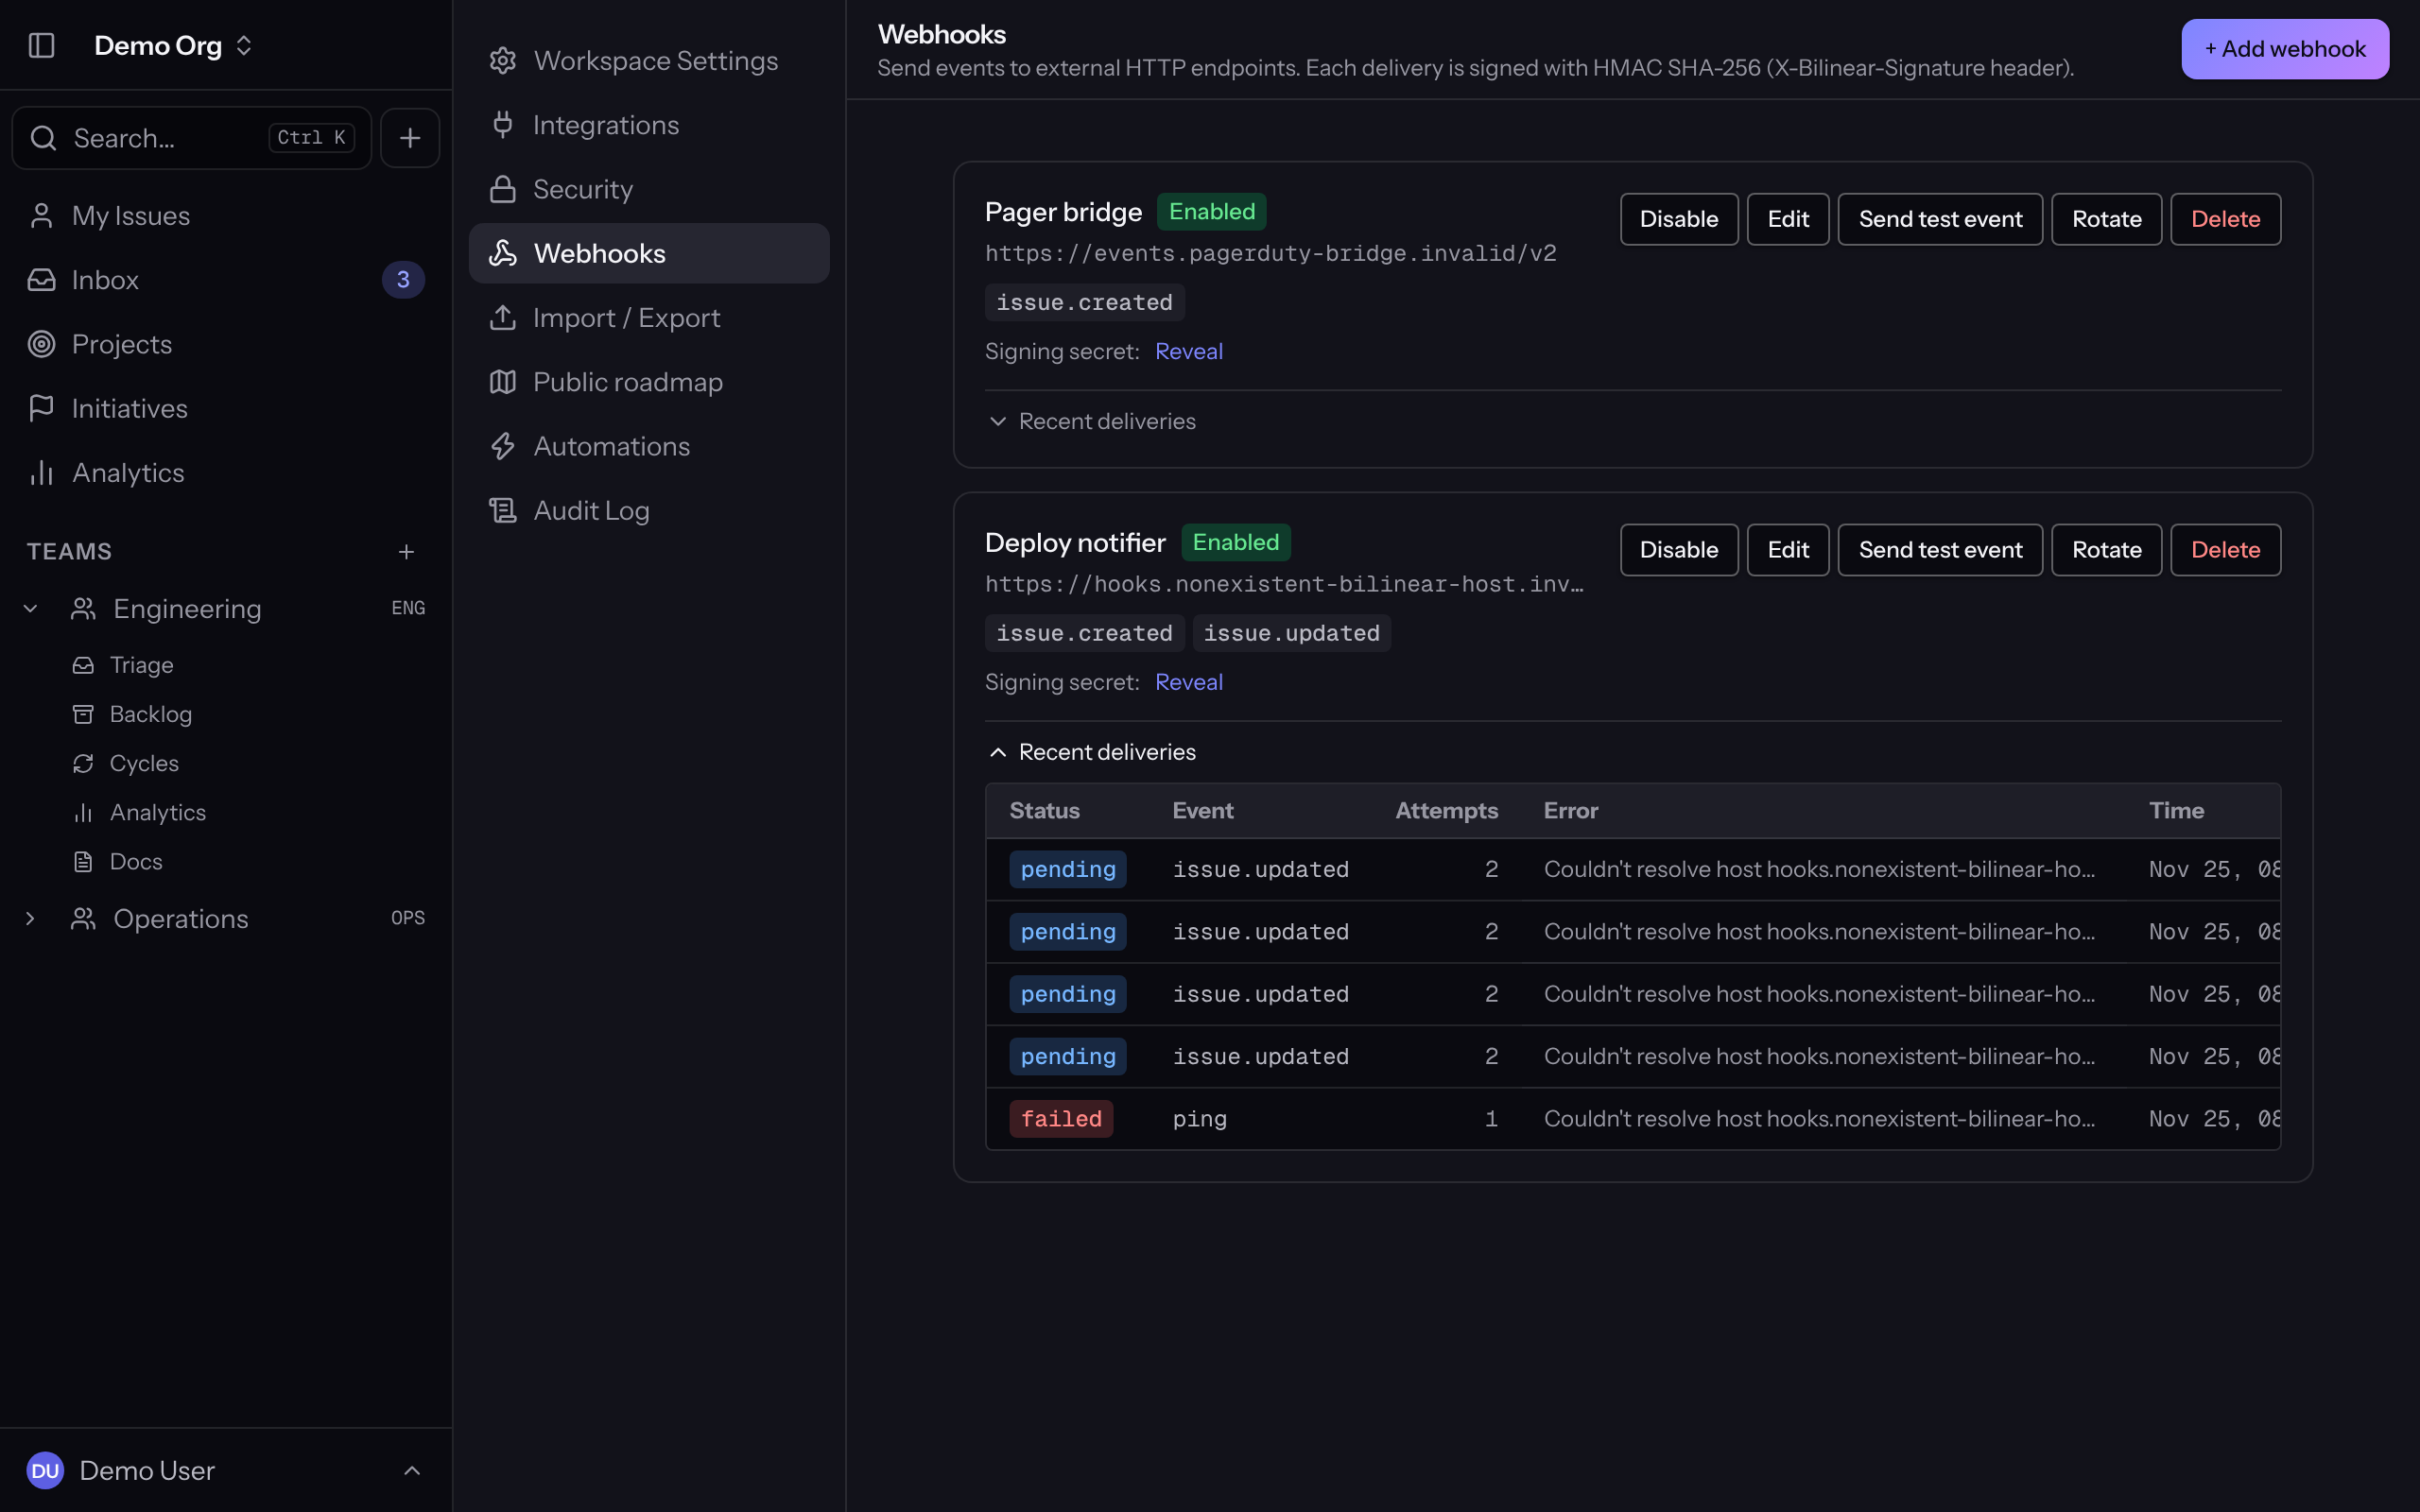 Demo Org
Search...
Ctrl K
My Issues
Inbox
3
Projects
Initiatives
Analytics
TEAMS
Engineering
ENG
Triage
Backlog
Cycles
Analytics
Docs
Operations
OPS
DU
Demo User
Workspace Settings
Integrations
Security
Webhooks
Import / Export
Public roadmap
Automations
Audit Log
Webhooks
Send events to external HTTP endpoints. Each delivery is signed with HMAC SHA-256 (X-Bilinear-Signature header).
+ Add webhook
Pager bridge Enabled
Disable Edit Send test event Rotate Delete
https://events.pagerduty-bridge.invalid/v2
issue.created
Signing secret: Reveal
Recent deliveries
Deploy notifier Enabled
Disable Edit Send test event Rotate Delete
https://hooks.nonexistent-bilinear-host.inv…
issue.created issue.updated
Signing secret: Reveal
Recent deliveries
Status Event Attempts Error Time
pending issue.updated 2 Couldn't resolve host hooks.nonexistent-bilinear-ho... Nov 25, 08
pending issue.updated 2 Couldn't resolve host hooks.nonexistent-bilinear-ho... Nov 25, 08
pending issue.updated 2 Couldn't resolve host hooks.nonexistent-bilinear-ho... Nov 25, 08
pending issue.updated 2 Couldn't resolve host hooks.nonexistent-bilinear-ho... Nov 25, 08
failed ping 1 Couldn't resolve host hooks.nonexistent-bilinear-ho... Nov 25, 08